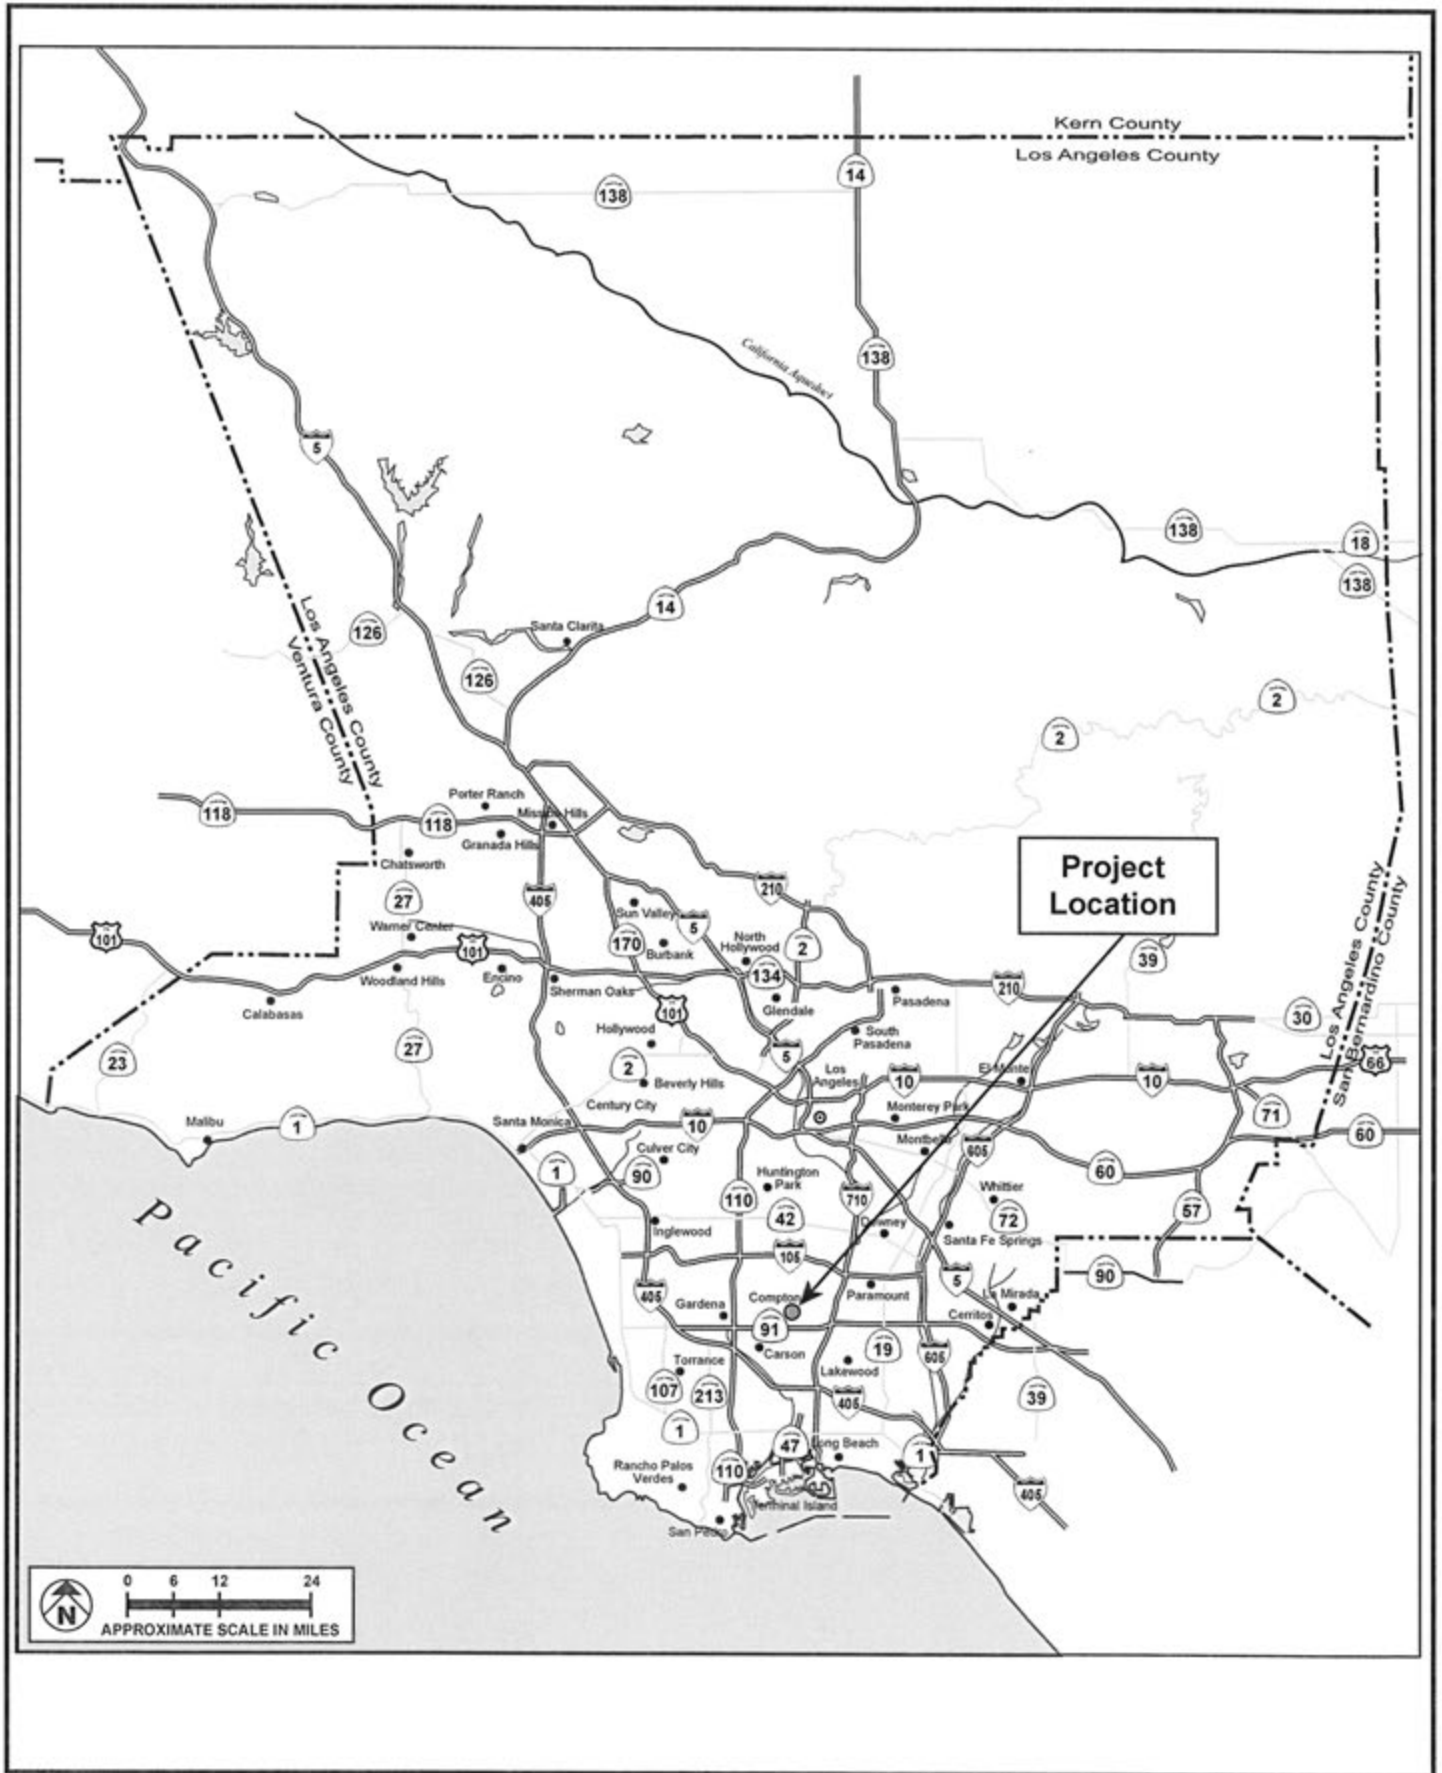 Kern County
Los Angeles County
14
138
138
California Aqueduct
5
138
18
138
14
126
Santa Clarita
126
Los Angeles County
Ventura County
2
2
Porter Ranch
118
118
Mission Hills
Granada Hills
Chatsworth
Project
Location
27
405
210
Sun Valley
5
Warner Center
101
101
170
Burbank
North
Hollywood
2
134
39
Woodland Hills
Encino
Sherman Oaks
210
Pasadena
Calabasas
101
Glendale
30
Los Angeles County
San Bernardino County
Hollywood
South
Pasadena
23
27
2
5
66
Beverly Hills
Los
Angeles
10
El Monte
10
Century City
Malibu
1
Santa Monica
10
Monterey Park
71
60
Montbello
605
Culver City
1
90
Huntington
Park
60
110
710
Whittier
42
72
57
Inglewood
Downey
Santa Fe Springs
105
5
90
405
Gardena
Compton
Paramount
La Mirada
91
Cerritos
Carson
19
605
Torrance
Lakewood
107
213
405
39
1
47
Long Beach
1
Rancho Palos
Verdes
110
405
Terminal Island
San Pedro
Pacific Ocean
N
0 6 12 24
APPROXIMATE SCALE IN MILES